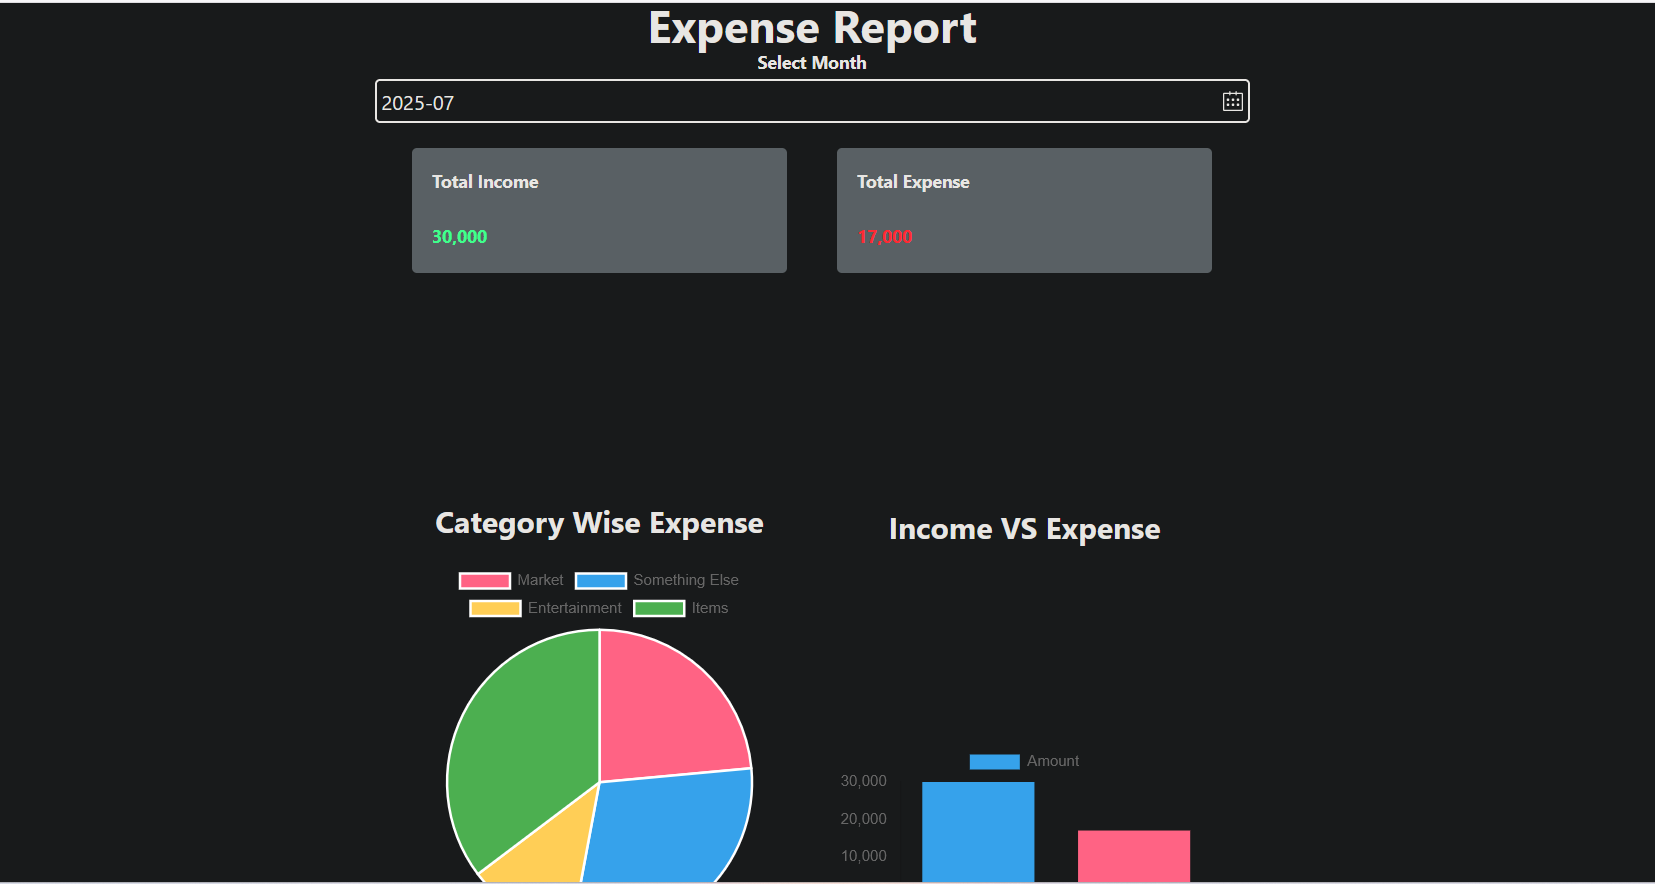 Expense Report
Select Month
2025-07
Total Income
30,000
Total Expense
17,000
Category Wise Expense
Market
Something Else
Entertainment
Items
Income VS Expense
Amount
30,000
20,000
10,000